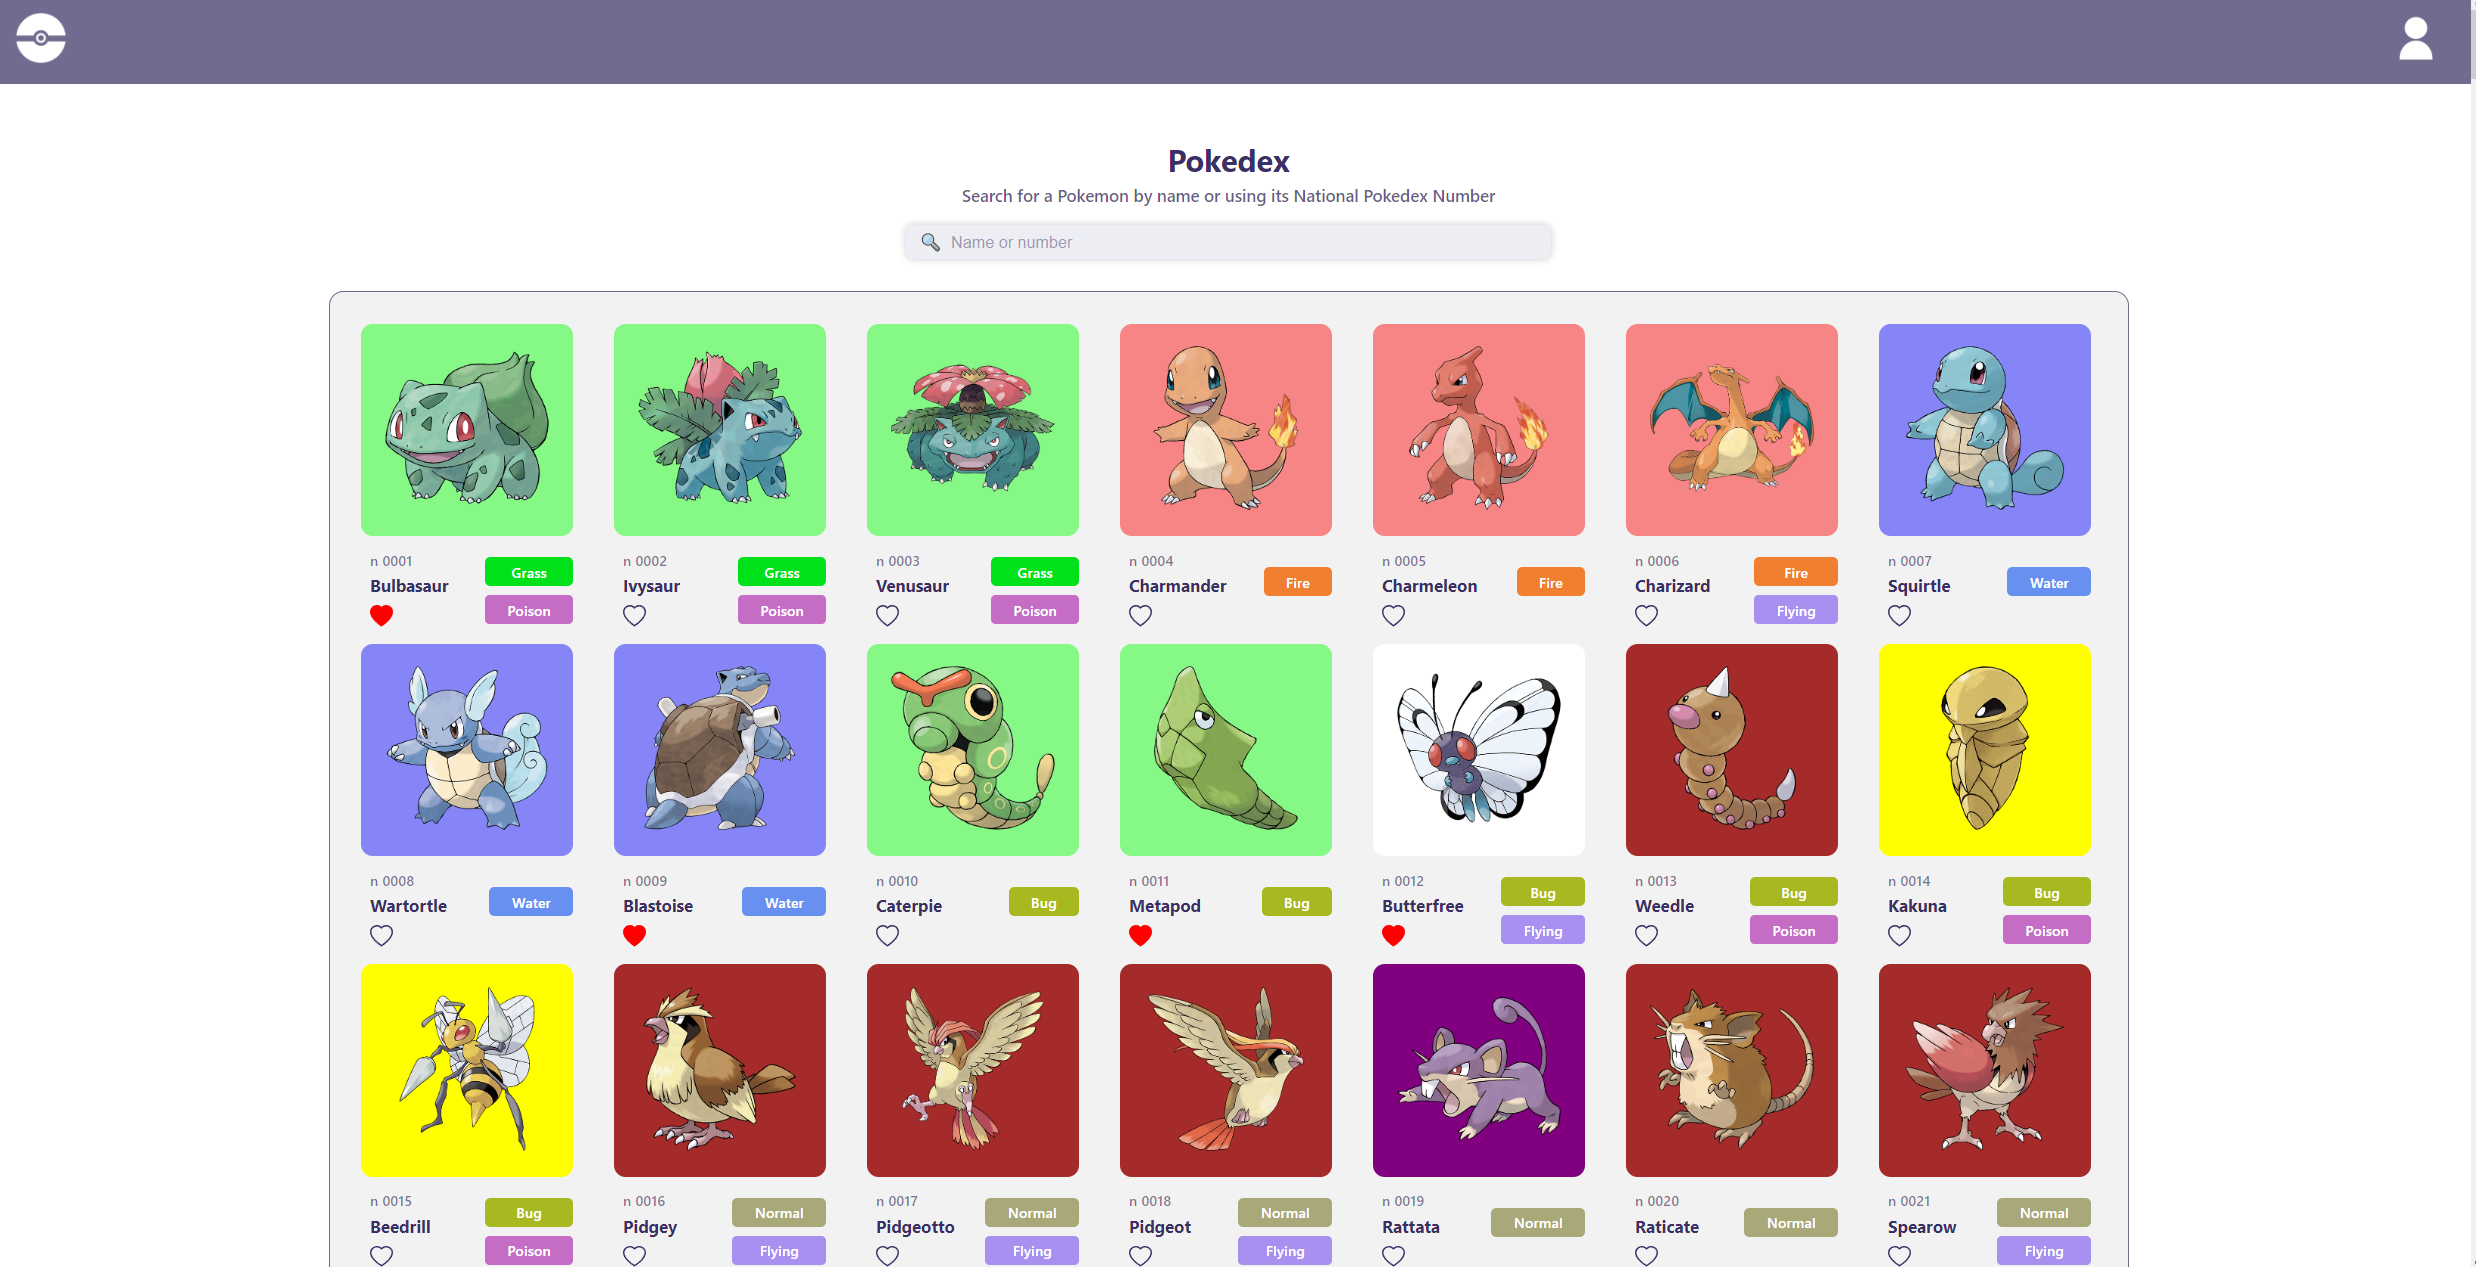 Pokedex
Search for a Pokemon by name or using its National Pokedex Number
Name or number
n 0001
Bulbasaur
Grass
Poison
n 0002
Ivysaur
Grass
Poison
n 0003
Venusaur
Grass
Poison
n 0004
Charmander
Fire
n 0005
Charmeleon
Fire
n 0006
Charizard
Fire
Flying
n 0007
Squirtle
Water
n 0008
Wartortle
Water
n 0009
Blastoise
Water
n 0010
Caterpie
Bug
n 0011
Metapod
Bug
n 0012
Butterfree
Bug
Flying
n 0013
Weedle
Bug
Poison
n 0014
Kakuna
Bug
Poison
n 0015
Beedrill
Bug
Poison
n 0016
Pidgey
Normal
Flying
n 0017
Pidgeotto
Normal
Flying
n 0018
Pidgeot
Normal
Flying
n 0019
Rattata
Normal
n 0020
Raticate
Normal
n 0021
Spearow
Normal
Flying